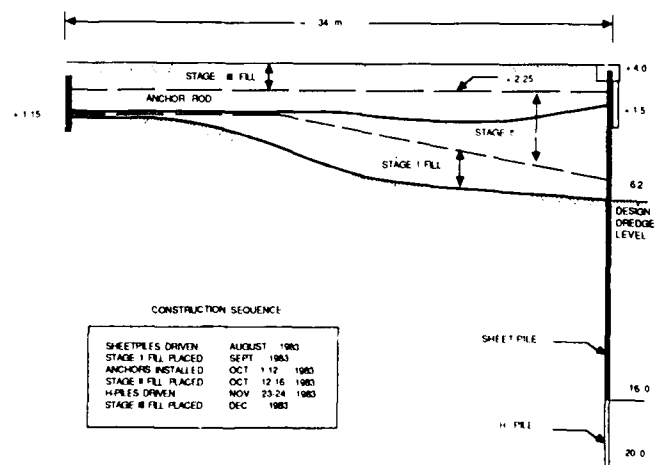 34 m
STAGE III FILL
+ 4.0
+ 2.25
ANCHOR ROD
+ 1.15
+ 1.5
STAGE II
STAGE I FILL
6.2
DESIGN
DREDGE
LEVEL
CONSTRUCTION SEQUENCE
SHEETPILES DRIVEN AUGUST 1983
STAGE I FILL PLACED SEPT 1983
ANCHORS INSTALLED OCT 1-12 1983
STAGE II FILL PLACED OCT 12-16 1983
H-PILES DRIVEN NOV 23-24 1983
STAGE III FILL PLACED DEC 1983
SHEET PILE
16.0
H PILE
20.0